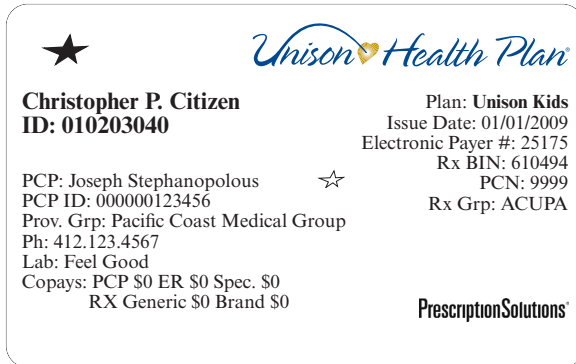 Unison Health Plan®
Christopher P. Citizen
ID: 010203040
Plan: Unison Kids
Issue Date: 01/01/2009
Electronic Payer #: 25175
Rx BIN: 610494
PCN: 9999
Rx Grp: ACUPA
PCP: Joseph Stephanopolous
PCP ID: 000000123456
Prov. Grp: Pacific Coast Medical Group
Ph: 412.123.4567
Lab: Feel Good
Copays: PCP $0 ER $0 Spec. $0
RX Generic $0 Brand $0
PrescriptionSolutions®